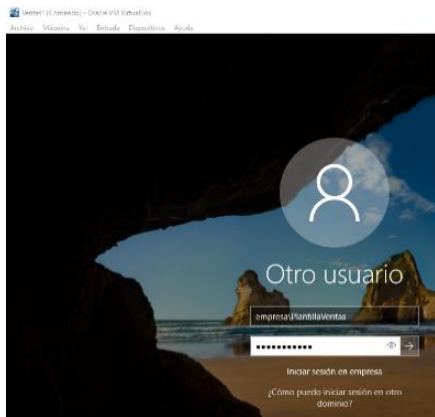 Ventas1 [Corriendo] - Oracle VM VirtualBox
Archivo Máquina Ver Entrada Dispositivos Ayuda
Otro usuario
empresa\PlantillaVentas
•••••••••••
Iniciar sesión en empresa
¿Cómo puedo iniciar sesión en otro
dominio?